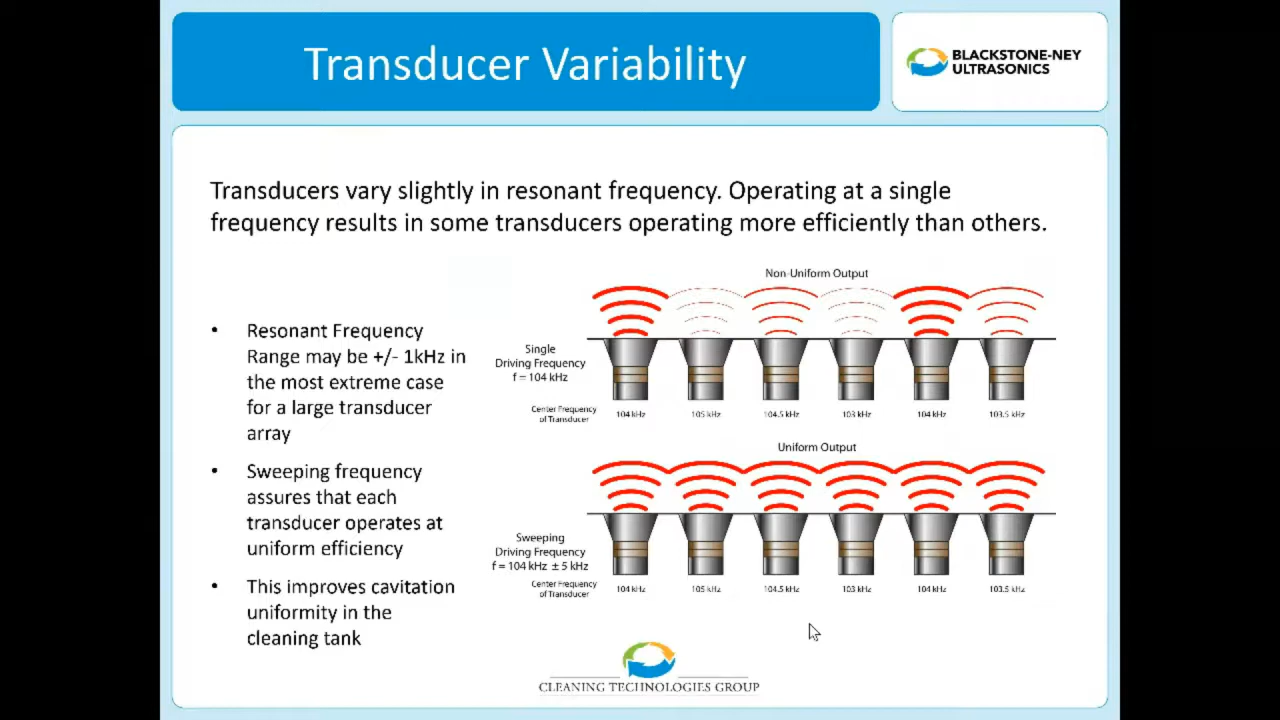 Transducer Variability
BLACKSTONE-NEY
ULTRASONICS
Transducers vary slightly in resonant frequency. Operating at a single
frequency results in some transducers operating more efficiently than others.
• Resonant Frequency
Range may be +/- 1kHz in
the most extreme case
for a large transducer
array
• Sweeping frequency
assures that each
transducer operates at
uniform efficiency
• This improves cavitation
uniformity in the
cleaning tank
Non-Uniform Output
Single
Driving Frequency
f = 104 kHz
Center Frequency
of Transducer
104 kHz 105 kHz 104.5 kHz 103 kHz 104 kHz 103.5 kHz
Uniform Output
Sweeping
Driving Frequency
f = 104 kHz ± 5 kHz
Center Frequency
of Transducer
104 kHz 105 kHz 104.5 kHz 103 kHz 104 kHz 103.5 kHz
CLEANING TECHNOLOGIES GROUP